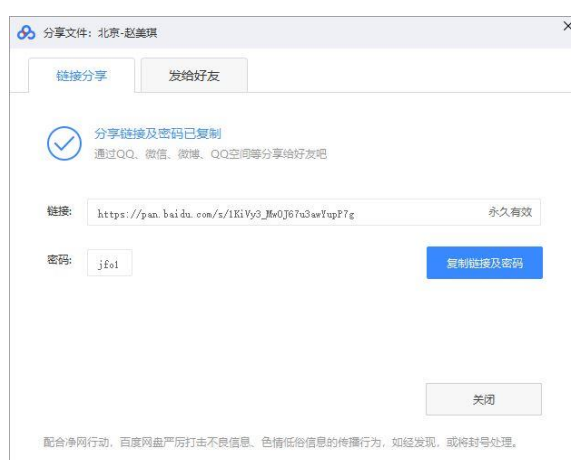 分享文件：北京-赵美琪
×
链接分享 发给好友
分享链接及密码已复制
通过QQ、微信、微博、QQ空间等分享给好友吧
链接: https://pan.baidu.com/s/1KiVy3_Mw0J67u3awYupP7g 永久有效
密码: jfo1
复制链接及密码
关闭
配合净网行动，百度网盘严厉打击不良信息、色情低俗信息的传播行为，如经发现，或将封号处理。